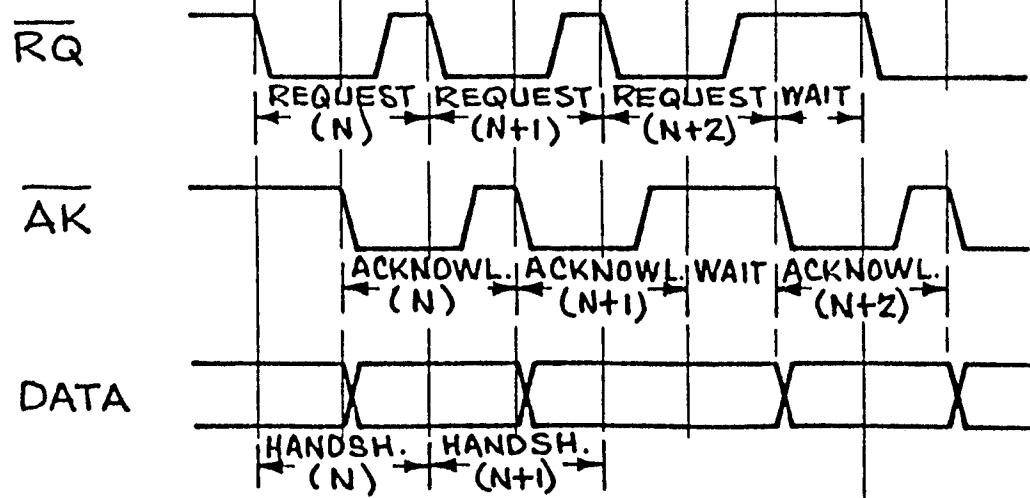 RQ
REQUEST REQUEST REQUEST WAIT
(N) (N+1) (N+2)
AK
ACKNOWL. ACKNOWL. WAIT ACKNOWL.
(N) (N+1) (N+2)
DATA
HANDSH. HANDSH.
(N) (N+1)